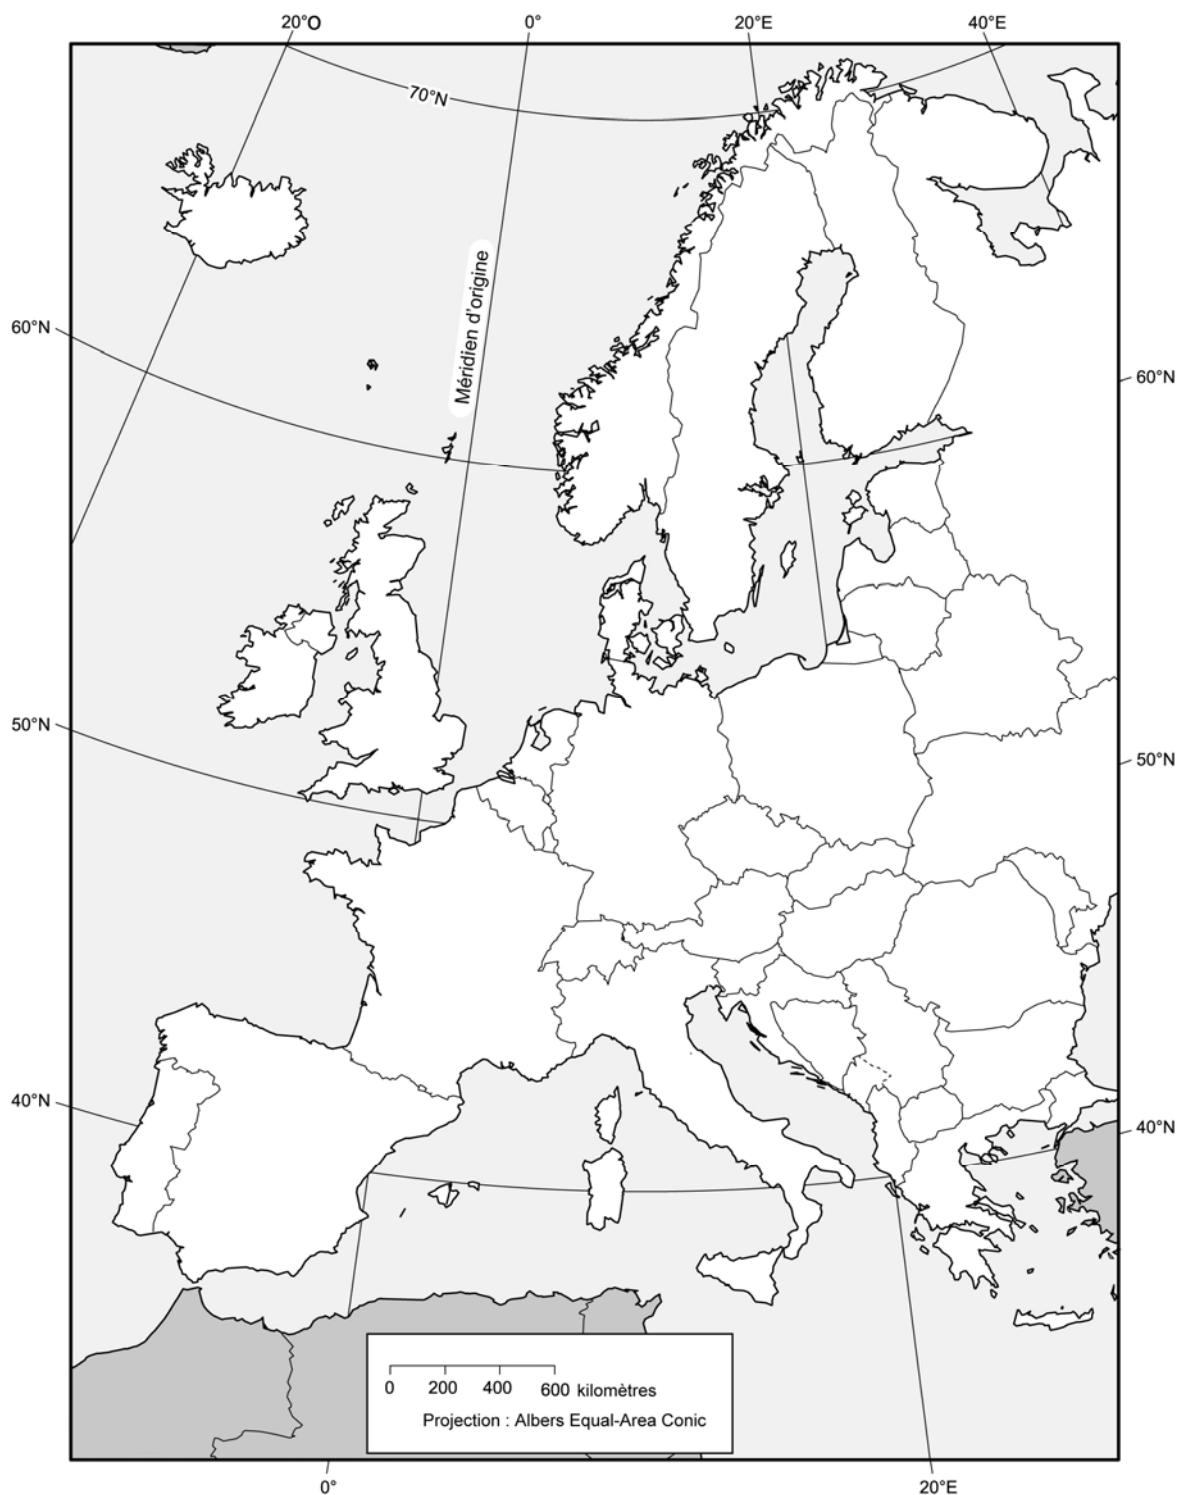 20°O
0°
20°E
40°E
70°N
Méridien d'origine
60°N
60°N
50°N
50°N
40°N
40°N
0 200 400 600 kilomètres
Projection : Albers Equal-Area Conic
0°
20°E